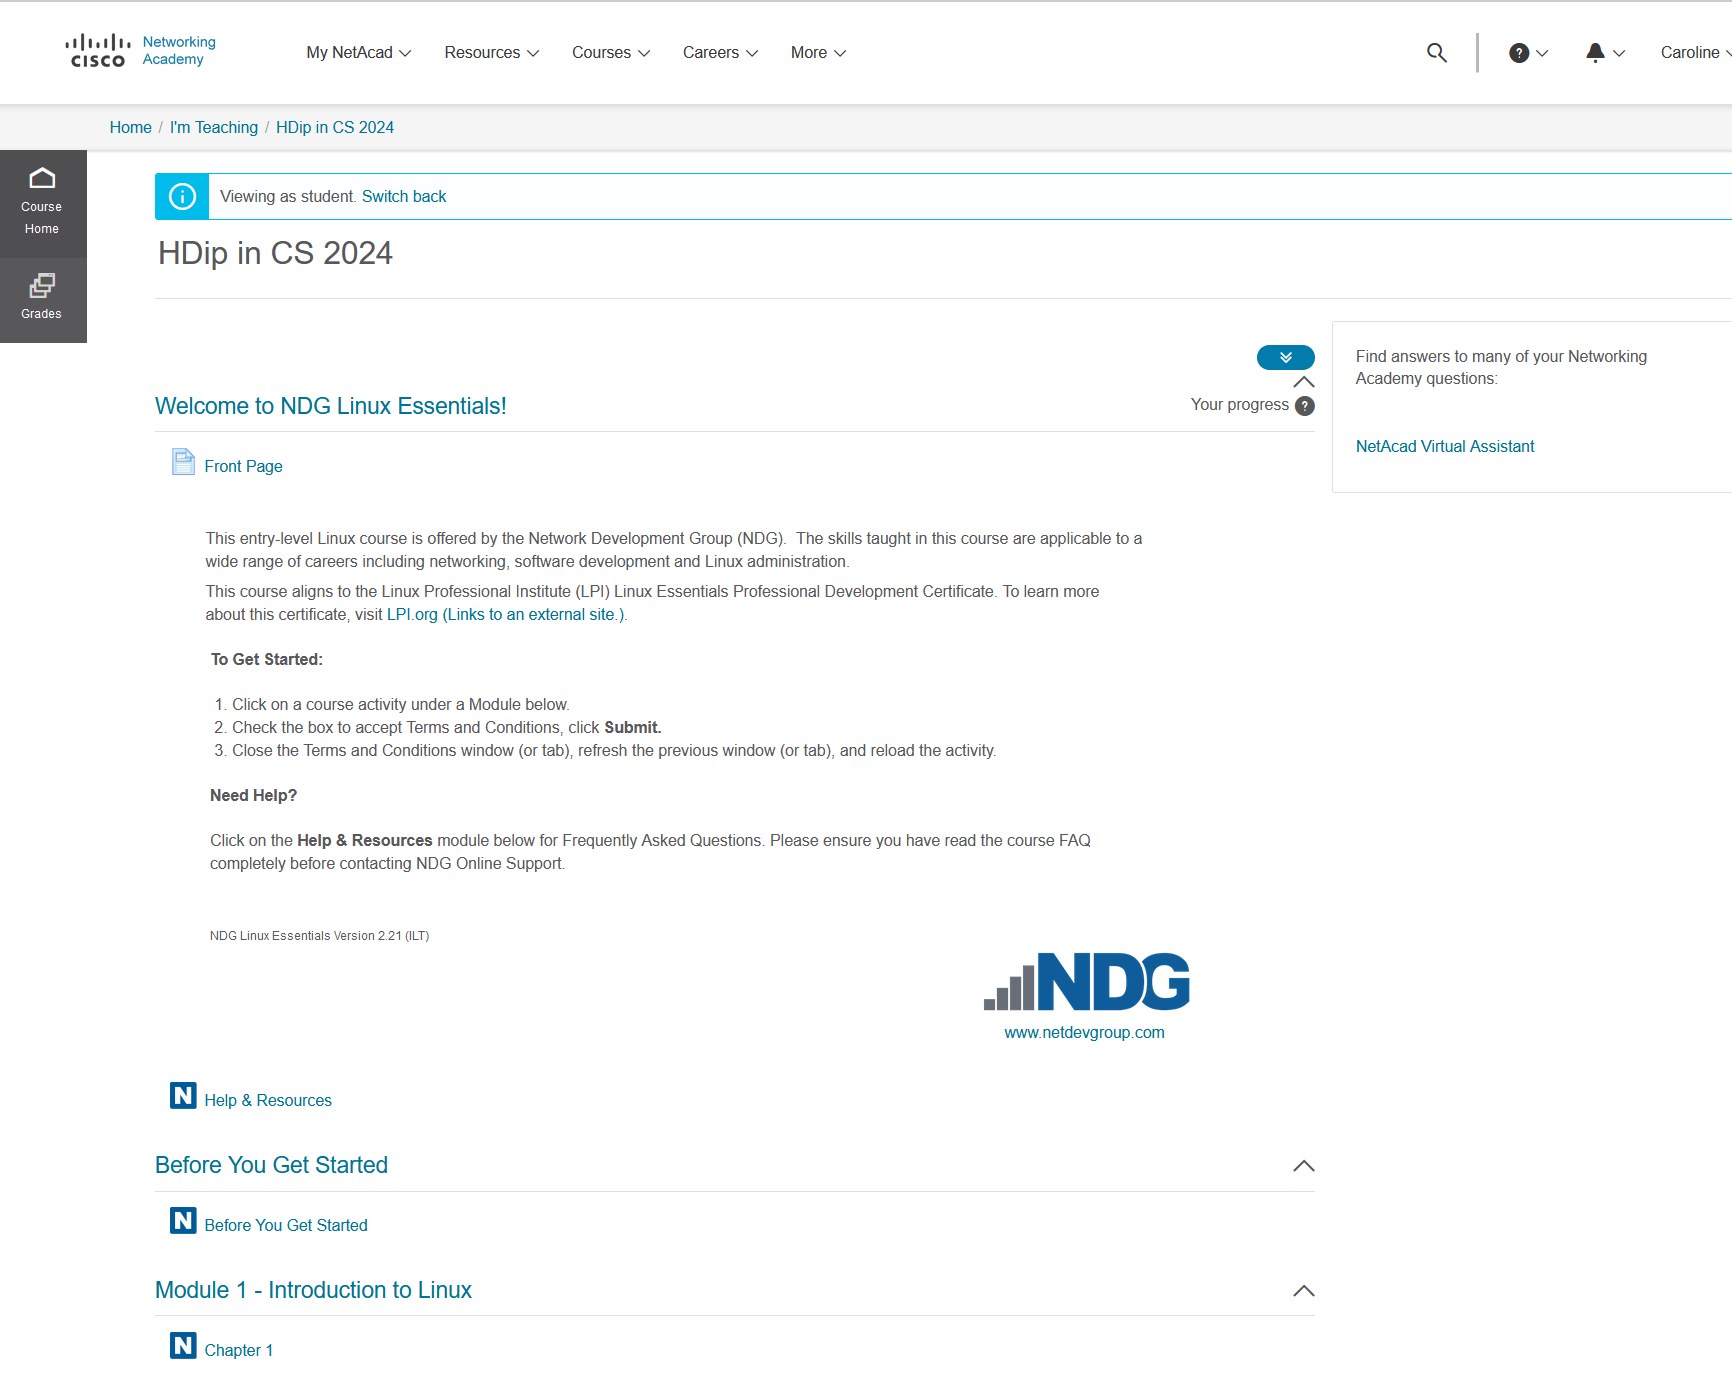 CISCO
Networking
Academy
My NetAcad
Resources
Courses
Careers
More
?
Caroline
Home / I'm Teaching / HDip in CS 2024
Course
Home
Grades
Viewing as student. Switch back
HDip in CS 2024
Find answers to many of your Networking
Academy questions:
NetAcad Virtual Assistant
Welcome to NDG Linux Essentials!
Your progress ?
Front Page
This entry-level Linux course is offered by the Network Development Group (NDG).  The skills taught in this course are applicable to a
wide range of careers including networking, software development and Linux administration.
This course aligns to the Linux Professional Institute (LPI) Linux Essentials Professional Development Certificate. To learn more
about this certificate, visit LPI.org (Links to an external site.).
To Get Started:
1. Click on a course activity under a Module below.
2. Check the box to accept Terms and Conditions, click Submit.
3. Close the Terms and Conditions window (or tab), refresh the previous window (or tab), and reload the activity.
Need Help?
Click on the Help & Resources module below for Frequently Asked Questions. Please ensure you have read the course FAQ
completely before contacting NDG Online Support.
NDG Linux Essentials Version 2.21 (ILT)
NDG
www.netdevgroup.com
N Help & Resources
Before You Get Started
N Before You Get Started
Module 1 - Introduction to Linux
N Chapter 1